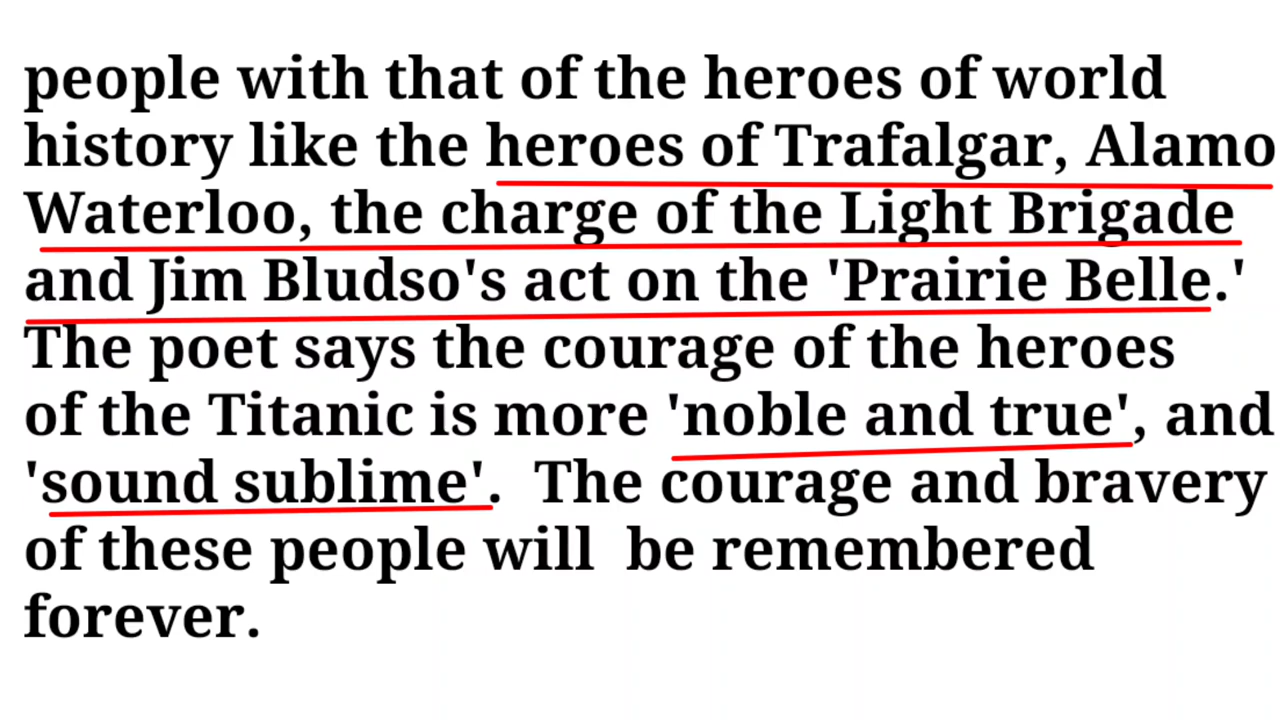 people with that of the heroes of world
history like the heroes of Trafalgar, Alamo
Waterloo, the charge of the Light Brigade
and Jim Bludso's act on the 'Prairie Belle.'
The poet says the courage of the heroes
of the Titanic is more 'noble and true', and
'sound sublime'.  The courage and bravery
of these people will  be remembered
forever.